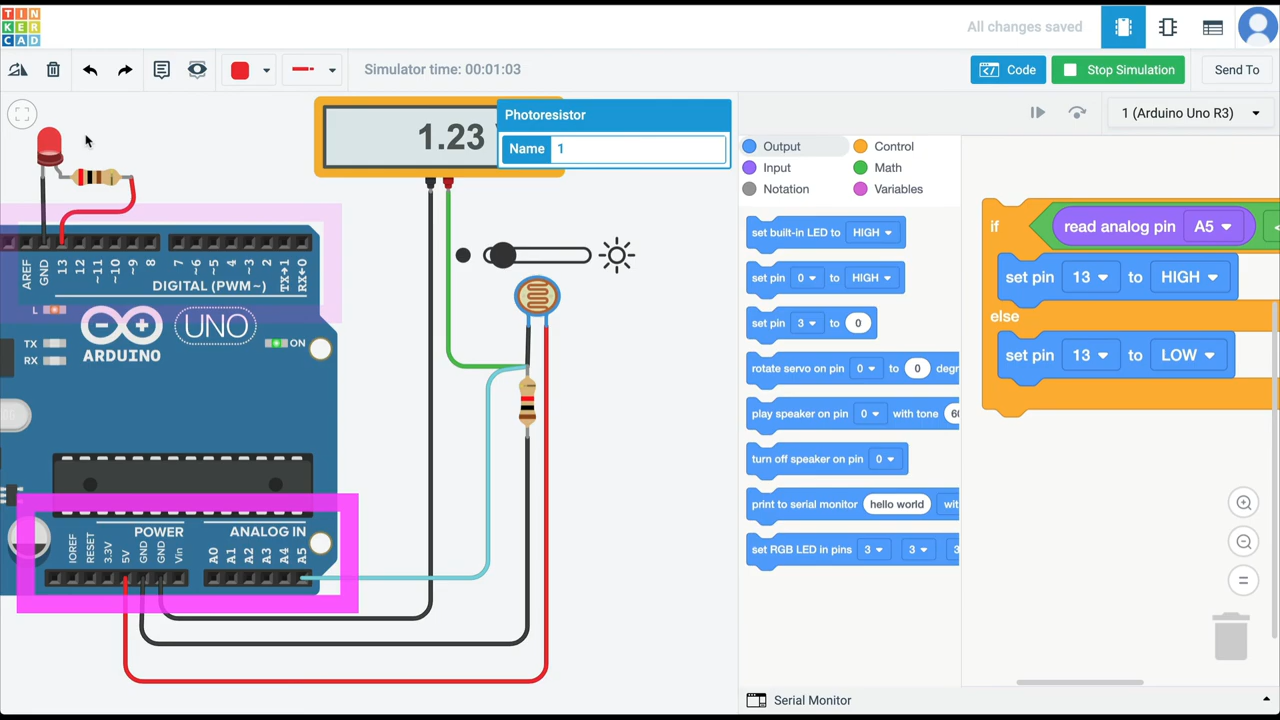 TIN
KER
CAD
All changes saved
Simulator time: 00:01:03
Code
Stop Simulation
Send To
1 (Arduino Uno R3)
1.23
Photoresistor
Name 1
Output
Control
Input
Math
Notation
Variables
set built-in LED to HIGH
set pin 0 to HIGH
set pin 3 to 0
rotate servo on pin 0 to 0 degr
play speaker on pin 0 with tone 60
turn off speaker on pin 0
print to serial monitor hello world wit
set RGB LED in pins 3 3 3
if read analog pin A5 <
set pin 13 to HIGH
else
set pin 13 to LOW
AREF
GND
13
12
~11
~10
~9
8
7
~6
~5
4
~3
2
TX→1
RX←0
DIGITAL (PWM~)
L
TX
RX
UNO
ARDUINO
ON
POWER
ANALOG IN
IOREF
RESET
3.3V
5V
GND
GND
Vin
A0
A1
A2
A3
A4
A5
Serial Monitor